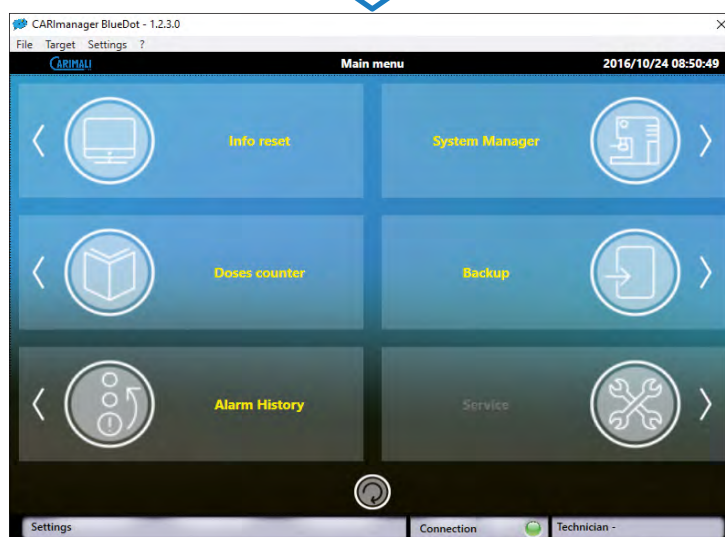 CARImanager BlueDot - 1.2.3.0
File Target Settings ?
CARIMALI Main menu 2016/10/24 08:50:49
Info reset System Manager
Doses counter Backup
Alarm History Service
Settings Connection Technician -